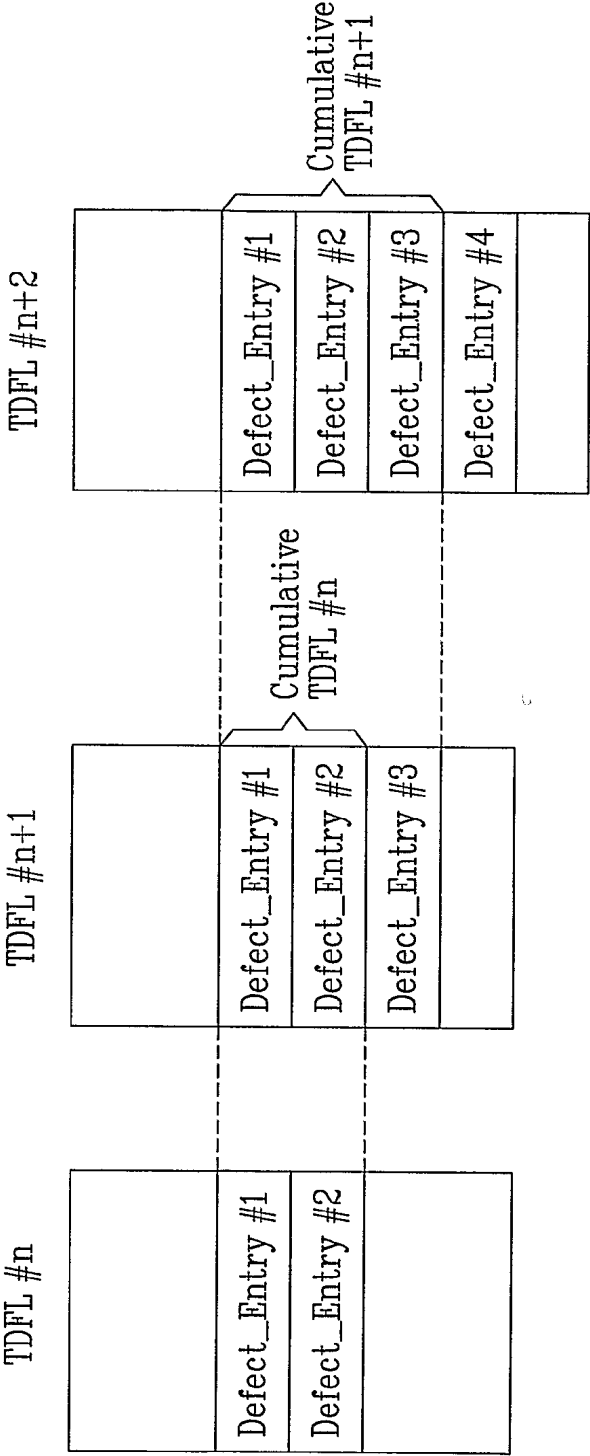 TDFL #n
Defect_Entry #1
Defect_Entry #2
TDFL #n+1
Defect_Entry #1
Defect_Entry #2
Defect_Entry #3
Cumulative
TDFL #n
TDFL #n+2
Defect_Entry #1
Defect_Entry #2
Defect_Entry #3
Defect_Entry #4
Cumulative
TDFL #n+1